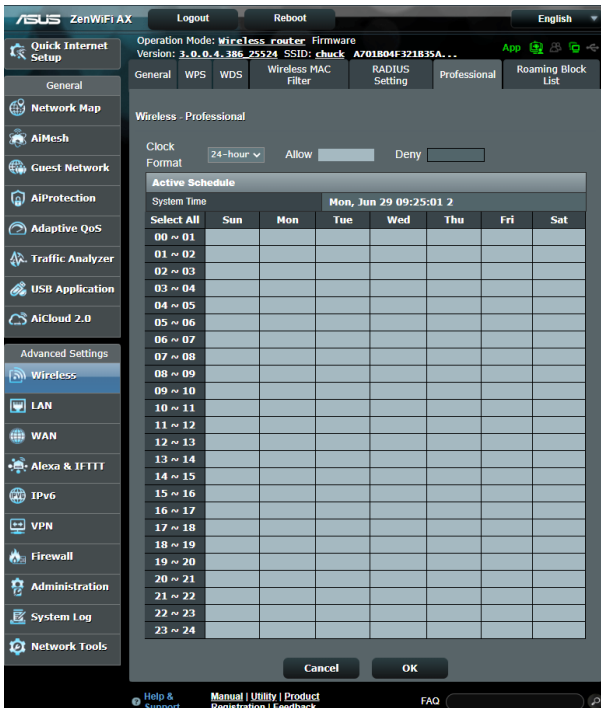 ASUS ZenWiFi AX Logout Reboot English
Quick Internet Setup
General
Network Map
AiMesh
Guest Network
AiProtection
Adaptive QoS
Traffic Analyzer
USB Application
AiCloud 2.0
Advanced Settings
Wireless
LAN
WAN
Alexa & IFTTT
IPv6
VPN
Firewall
Administration
System Log
Network Tools
Operation Mode: Wireless router Firmware
Version: 3.0.0.4.386_25524 SSID: chuck A701B04F321B35A...
App
General WPS WDS Wireless MAC Filter RADIUS Setting Professional Roaming Block List
Wireless - Professional
Clock Format 24-hour Allow Deny
Active Schedule
System Time Mon, Jun 29 09:25:01 2
Select All Sun Mon Tue Wed Thu Fri Sat
00 ~ 01
01 ~ 02
02 ~ 03
03 ~ 04
04 ~ 05
05 ~ 06
06 ~ 07
07 ~ 08
08 ~ 09
09 ~ 10
10 ~ 11
11 ~ 12
12 ~ 13
13 ~ 14
14 ~ 15
15 ~ 16
16 ~ 17
17 ~ 18
18 ~ 19
19 ~ 20
20 ~ 21
21 ~ 22
22 ~ 23
23 ~ 24
Cancel OK
Help & Support Manual | Utility | Product Registration | Feedback FAQ